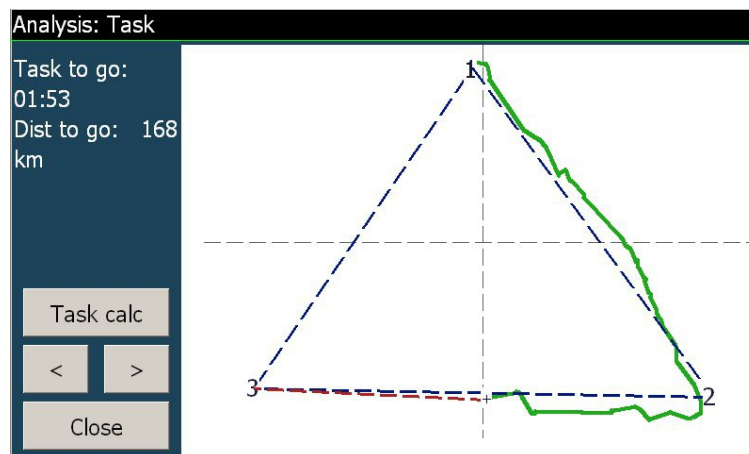 Analysis: Task
Task to go:
01:53
Dist to go: 168
km
Task calc
< >
Close
1
3
2